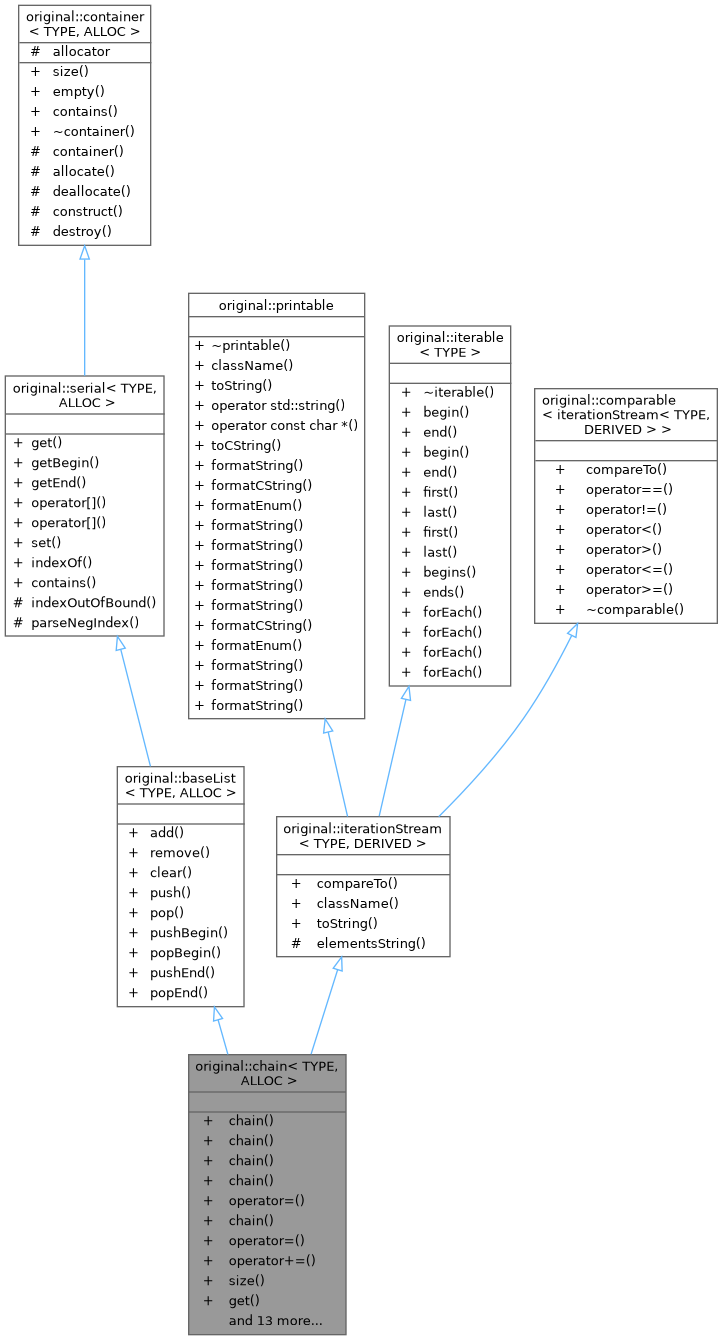 original::container
< TYPE, ALLOC >
# allocator
+ size()
+ empty()
+ contains()
+ ~container()
# container()
# allocate()
# deallocate()
# construct()
# destroy()
original::printable
+ ~printable()
+ className()
+ toString()
+ operator std::string()
+ operator const char *()
+ toCString()
+ formatString()
+ formatCString()
+ formatEnum()
+ formatString()
+ formatString()
+ formatString()
+ formatString()
+ formatString()
+ formatCString()
+ formatEnum()
+ formatString()
+ formatString()
+ formatString()
original::iterable
< TYPE >
+ ~iterable()
+ begin()
+ end()
+ begin()
+ end()
+ first()
+ last()
+ first()
+ last()
+ begins()
+ ends()
+ forEach()
+ forEach()
+ forEach()
+ forEach()
original::serial< TYPE,
ALLOC >
+ get()
+ getBegin()
+ getEnd()
+ operator[]()
+ operator[]()
+ set()
+ indexOf()
+ contains()
# indexOutOfBound()
# parseNegIndex()
original::comparable
< iterationStream< TYPE,
DERIVED > >
+ compareTo()
+ operator==()
+ operator!=()
+ operator<()
+ operator>()
+ operator<=()
+ operator>=()
+ ~comparable()
original::baseList
< TYPE, ALLOC >
+ add()
+ remove()
+ clear()
+ push()
+ pop()
+ pushBegin()
+ popBegin()
+ pushEnd()
+ popEnd()
original::iterationStream
< TYPE, DERIVED >
+ compareTo()
+ className()
+ toString()
# elementsString()
original::chain< TYPE,
ALLOC >
+ chain()
+ chain()
+ chain()
+ chain()
+ operator=()
+ chain()
+ operator=()
+ operator+=()
+ size()
+ get()
and 13 more...